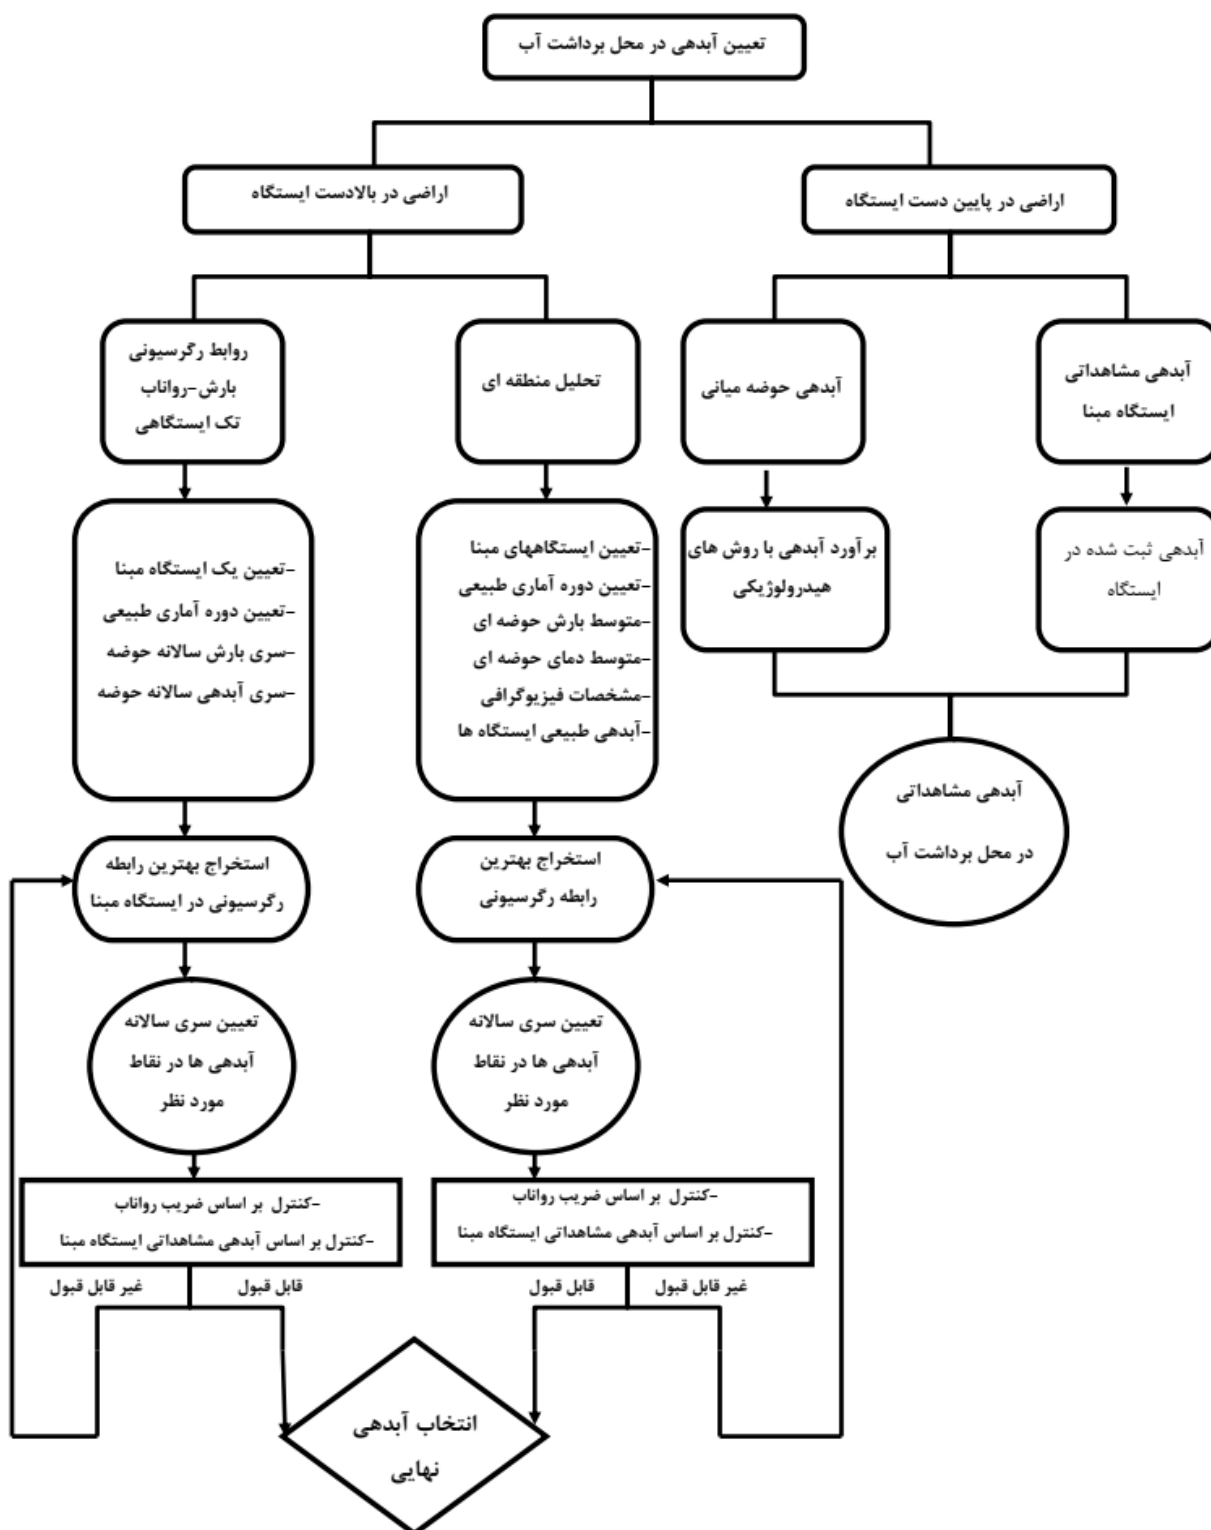 تعیین آبدهی در محل برداشت آب
اراضی در پایین دست ایستگاه
اراضی در بالادست ایستگاه
آبدهی مشاهداتی
ایستگاه مبنا
آبدهی حوضه میانی
تحلیل منطقه ای
روابط رگرسیونی
بارش-رواناب
تک ایستگاهی
آبدهی ثبت شده در
ایستگاه
برآورد آبدهی با روش های
هیدرولوژیکی
-تعیین ایستگاههای مبنا
-تعیین دوره آماری طبیعی
-متوسط بارش حوضه ای
-متوسط دمای حوضه ای
-مشخصات فیزیوگرافی
-آبدهی طبیعی ایستگاه ها
-تعیین یک ایستگاه مبنا
-تعیین دوره آماری طبیعی
-سری بارش سالانه حوضه
-سری آبدهی سالانه حوضه
آبدهی مشاهداتی
در محل برداشت آب
استخراج بهترین
رابطه رگرسیونی
استخراج بهترین رابطه
رگرسیونی در ایستگاه مبنا
تعیین سری سالانه
آبدهی ها در نقاط
مورد نظر
تعیین سری سالانه
آبدهی ها در نقاط
مورد نظر
-کنترل بر اساس ضریب رواناب
-کنترل بر اساس آبدهی مشاهداتی ایستگاه مبنا
-کنترل بر اساس ضریب رواناب
-کنترل بر اساس آبدهی مشاهداتی ایستگاه مبنا
غیر قابل قبول
قابل قبول
قابل قبول
غیر قابل قبول
انتخاب آبدهی
نهایی